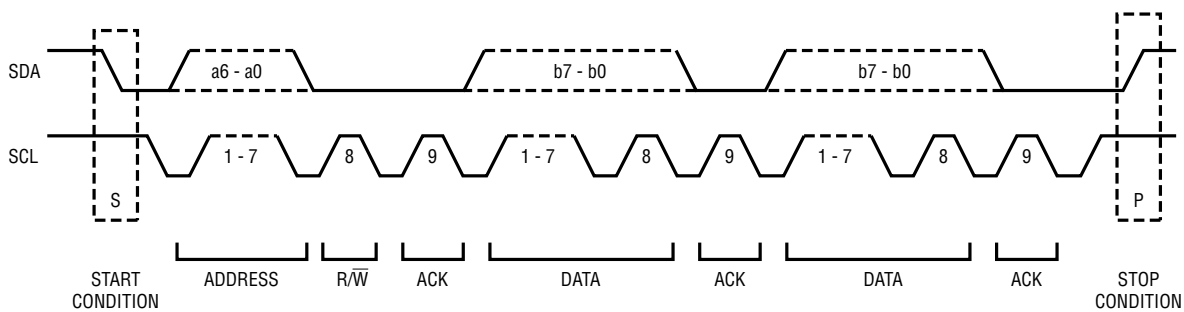 SDA
a6 - a0
b7 - b0
b7 - b0
SCL
1 - 7
8
9
1 - 7
8
9
1 - 7
8
9
S
P
START CONDITION
ADDRESS
R/W̅
ACK
DATA
ACK
DATA
ACK
STOP CONDITION